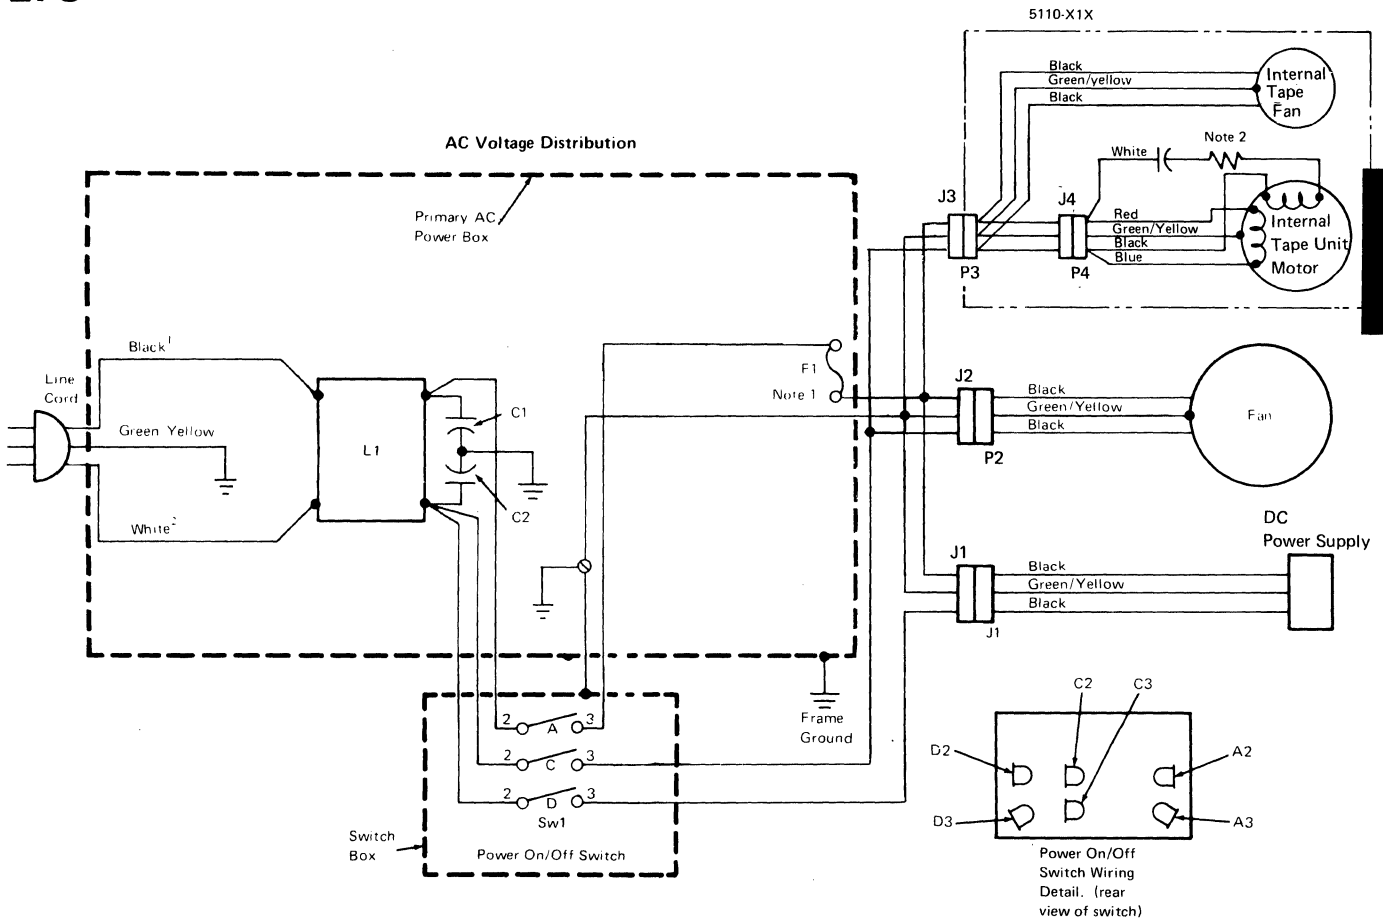 5110-X1X
Black
Green/yellow
Black
Internal
Tape
Fan
AC Voltage Distribution
Note 2
White
J3
J4
Primary AC
Power Box
Red
Green/Yellow
Black
Blue
Internal
Tape Unit
Motor
P3
P4
Black1
Line
Cord
Green Yellow
White2
L1
C1
C2
F1
Note 1
J2
Black
Green/Yellow
Black
P2
Fan
DC
Power Supply
J1
Black
Green/Yellow
Black
J1
Frame
Ground
2 A 3
2 C 3
2 D 3
Sw1
Switch
Box
Power On/Off Switch
C2
C3
D2
A2
D3
A3
Power On/Off
Switch Wiring
Detail. (rear
view of switch)